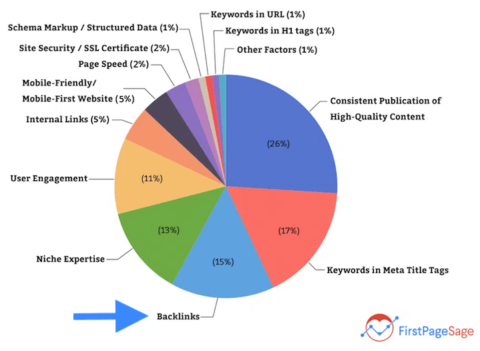 Keywords in URL (1%)
Schema Markup / Structured Data (1%)
Keywords in H1 tags (1%)
Site Security / SSL Certificate (2%)
Other Factors (1%)
Page Speed (2%)
Mobile-Friendly/
Mobile-First Website (5%)
Consistent Publication of
High-Quality Content
Internal Links (5%)
(26%)
User Engagement
(11%)
(17%)
(13%)
Niche Expertise
(15%)
Keywords in Meta Title Tags
Backlinks
FirstPageSage